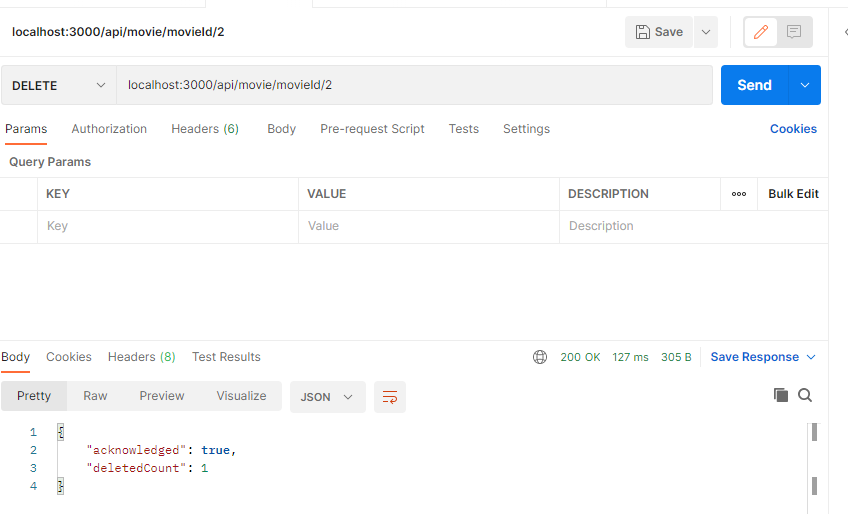 localhost:3000/api/movie/movieId/2 Save
DELETE localhost:3000/api/movie/movieId/2 Send
Params Authorization Headers (6) Body Pre-request Script Tests Settings Cookies
Query Params
KEY VALUE DESCRIPTION Bulk Edit
Key Value Description
Body Cookies Headers (8) Test Results 200 OK 127 ms 305 B Save Response
Pretty Raw Preview Visualize JSON
1 {
2 "acknowledged": true,
3 "deletedCount": 1
4 }